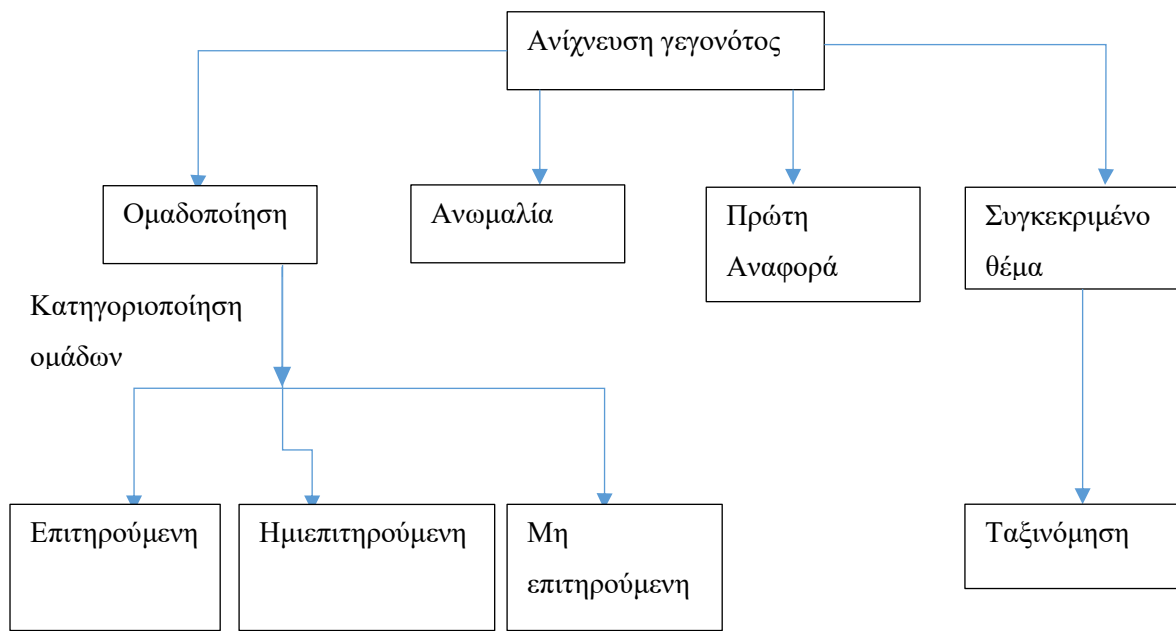 Ανίχνευση γεγονότος
Ομαδοποίηση
Ανωμαλία
Πρώτη
Αναφορά
Συγκεκριμένο
θέμα
Κατηγοριοποίηση
ομάδων
Επιτηρούμενη
Ημιεπιτηρούμενη
Μη
επιτηρούμενη
Ταξινόμηση